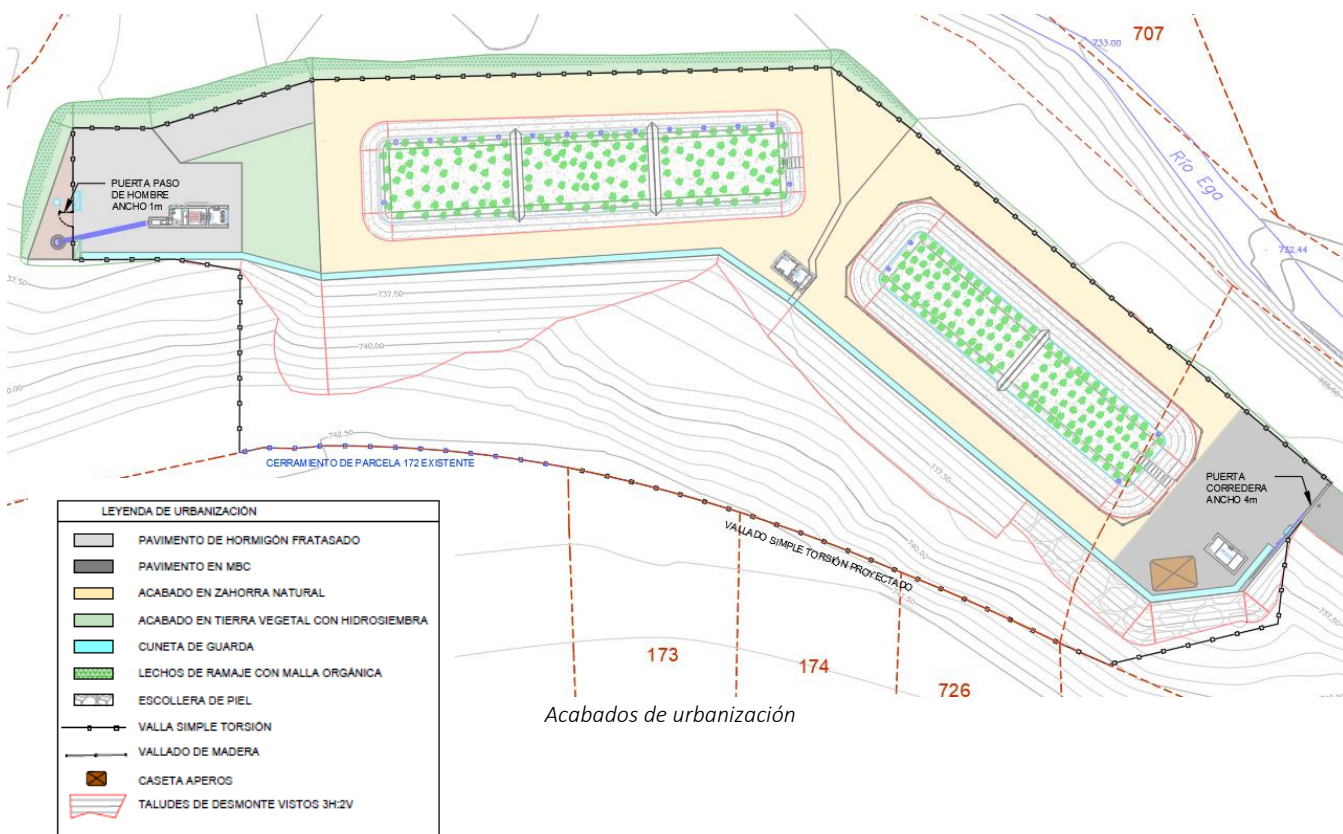 707
733.00
Río Ega
732.44
PUERTA PASO
DE HOMBRE
ANCHO 1m
737.50
740.00
742.50
CERRAMIENTO DE PARCELA 172 EXISTENTE
737.50
PUERTA
CORREDERA
ANCHO 4m
VALLADO SIMPLE TORSIÓN PROYECTADO
740.00
737.50
173
174
726
LEYENDA DE URBANIZACIÓN
PAVIMENTO DE HORMIGÓN FRATASADO
PAVIMENTO EN MBC
ACABADO EN ZAHORRA NATURAL
ACABADO EN TIERRA VEGETAL CON HIDROSIEMBRA
CUNETA DE GUARDA
LECHOS DE RAMAJE CON MALLA ORGÁNICA
ESCOLLERA DE PIEL
VALLA SIMPLE TORSIÓN
VALLADO DE MADERA
CASETA APEROS
TALUDES DE DESMONTE VISTOS 3H:2V
Acabados de urbanización